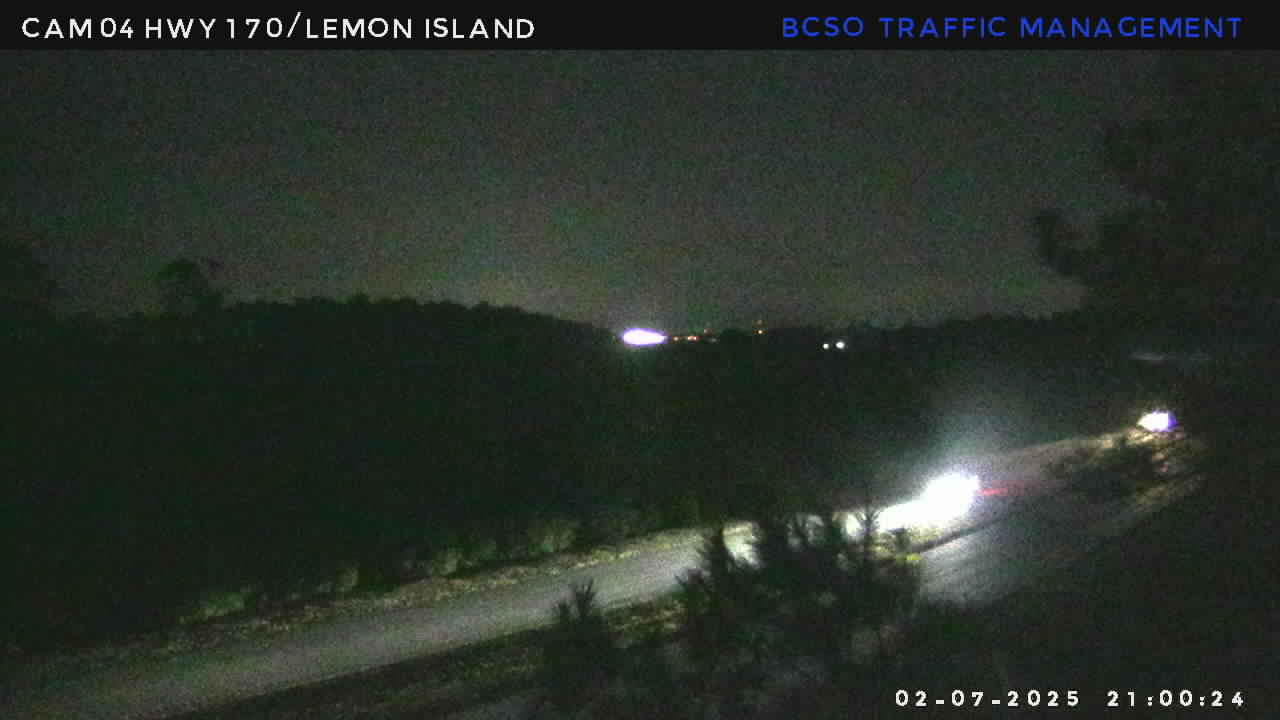 CAM04 HWY 170/LEMON ISLAND
BCSO TRAFFIC MANAGEMENT
02-07-2025 21:00:24